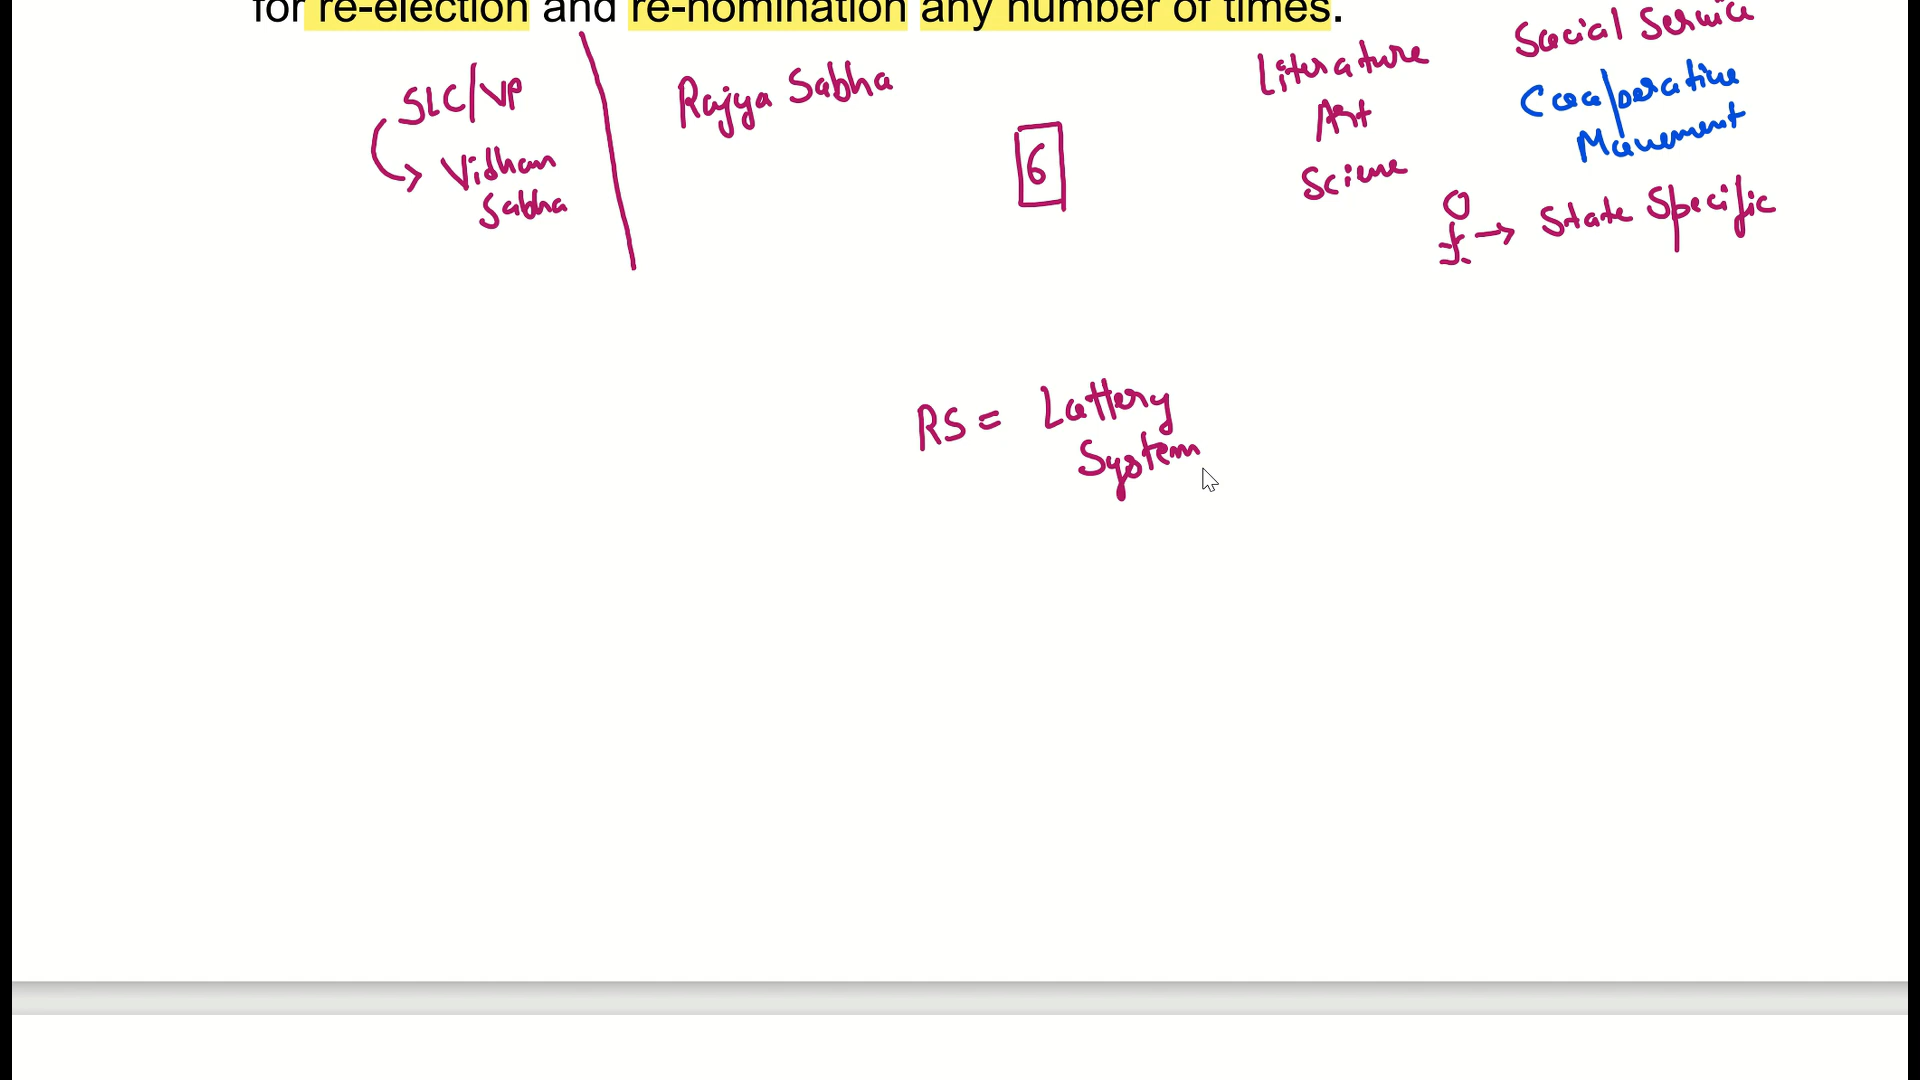 for re-election and re-nomination any number of times.
SLC/VP
Vidhan
Sabha
Rajya Sabha
6
Literature
Art
Science
Social Service
Cooperative
Movement
State Specific
RS = Lottery
System